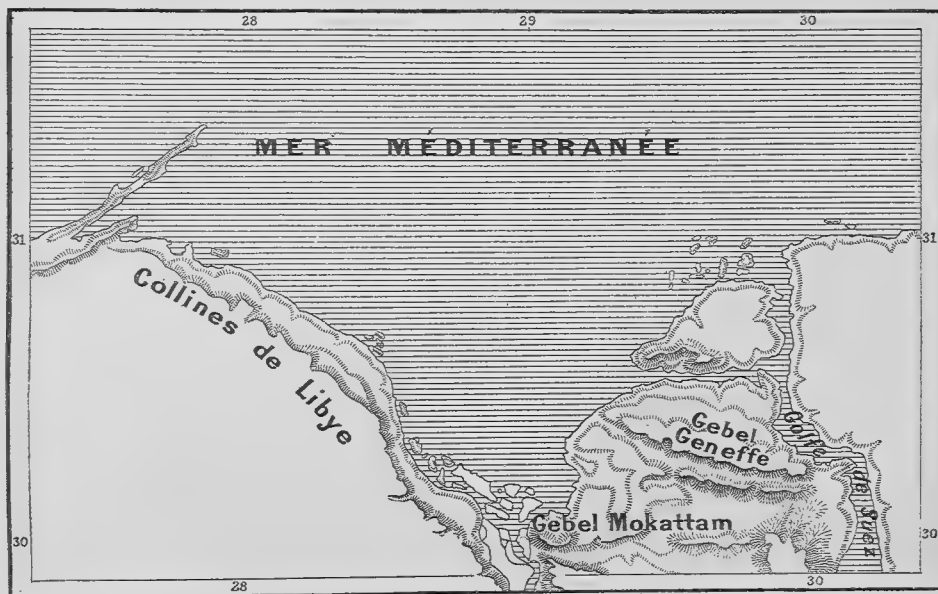 28 29 30
MER MÉDITERRANÉE
31 31
Collines de Libye
Gebel
Geneffé
Golfe de Suez
Gebel Mokattam
30 30
28 30